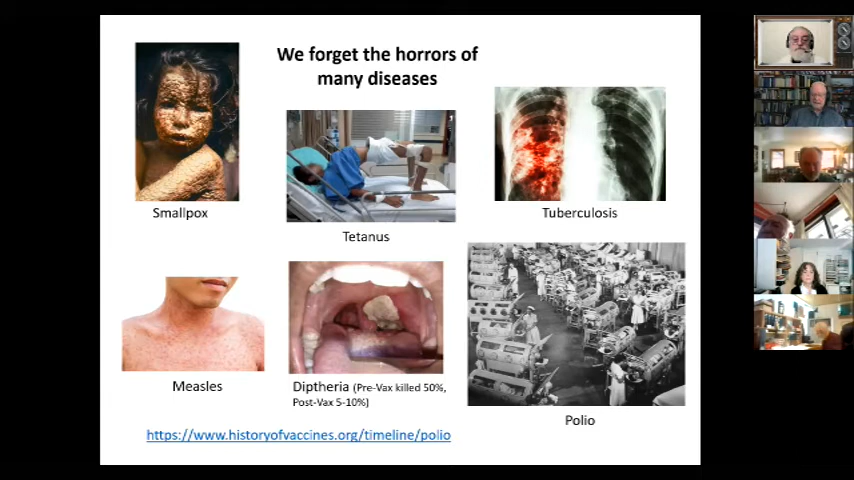 We forget the horrors of
many diseases
Smallpox
Tetanus
Tuberculosis
Measles
Diptheria (Pre-Vax killed 50%,
Post-Vax 5-10%)
Polio
https://www.historyofvaccines.org/timeline/polio